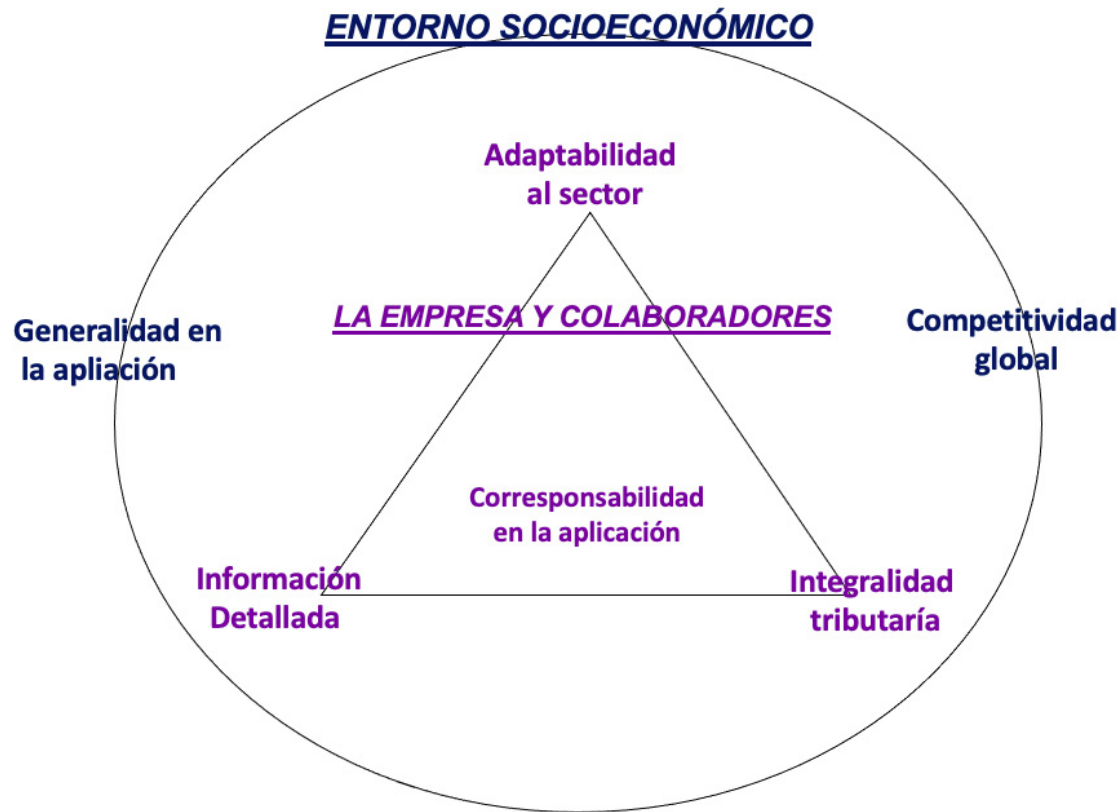 ENTORNO SOCIOECONÓMICO
Adaptabilidad
al sector
LA EMPRESA Y COLABORADORES
Generalidad en
la apliación
Competitividad
global
Corresponsabilidad
en la aplicación
Información
Detallada
Integralidad
tributaría